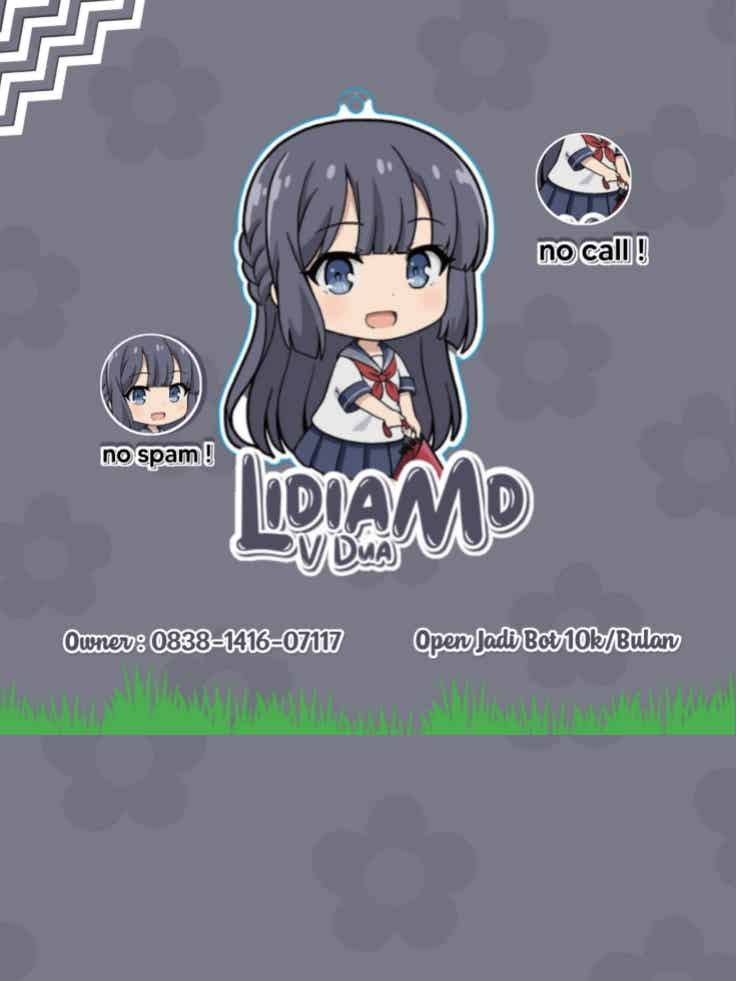 no call !
no spam !
LIDIAMD
V DUA
Owner : 0838-1416-07117
Open Jadi Bot 10k/Bulan